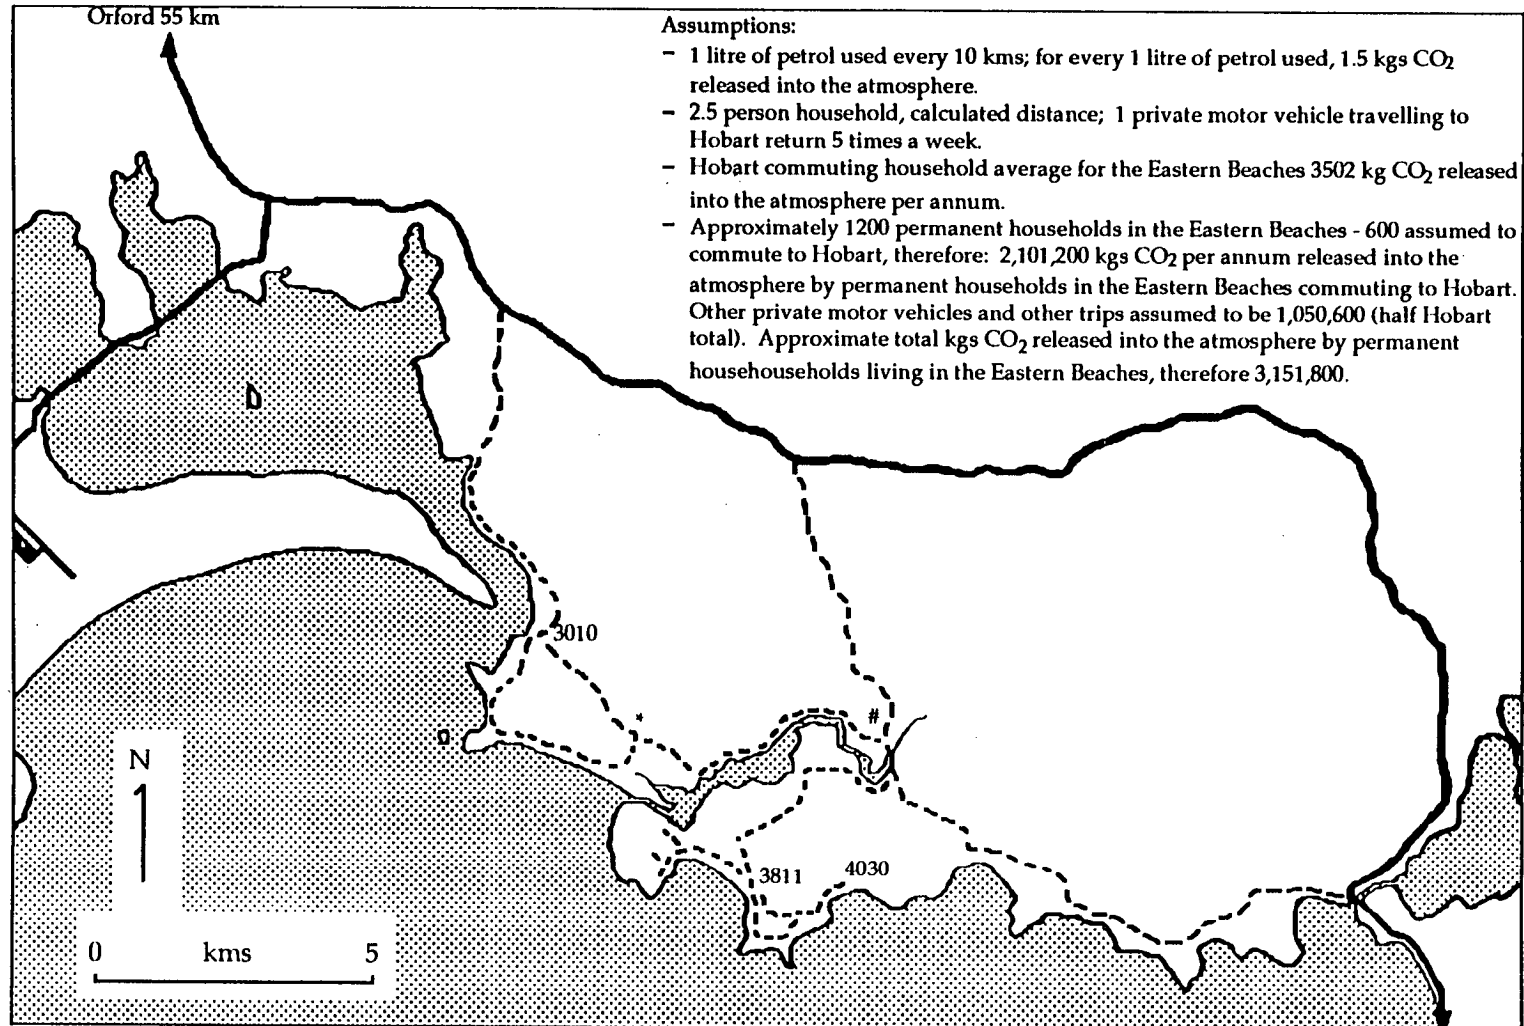 Orford 55 km
Assumptions:
- 1 litre of petrol used every 10 kms; for every 1 litre of petrol used, 1.5 kgs CO2
released into the atmosphere.
- 2.5 person household, calculated distance; 1 private motor vehicle travelling to
Hobart return 5 times a week.
- Hobart commuting household average for the Eastern Beaches 3502 kg CO2 released
into the atmosphere per annum.
- Approximately 1200 permanent households in the Eastern Beaches - 600 assumed to
commute to Hobart, therefore: 2,101,200 kgs CO2 per annum released into the
atmosphere by permanent households in the Eastern Beaches commuting to Hobart.
Other private motor vehicles and other trips assumed to be 1,050,600 (half Hobart
total). Approximate total kgs CO2 released into the atmosphere by permanent
househouseholds living in the Eastern Beaches, therefore 3,151,800.
3010
*
#
N
3811
4030
0 kms 5